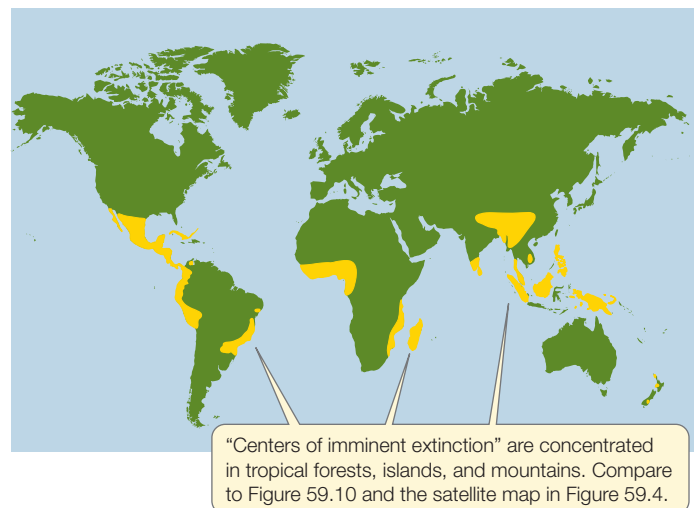 “Centers of imminent extinction” are concentrated
in tropical forests, islands, and mountains. Compare
to Figure 59.10 and the satellite map in Figure 59.4.